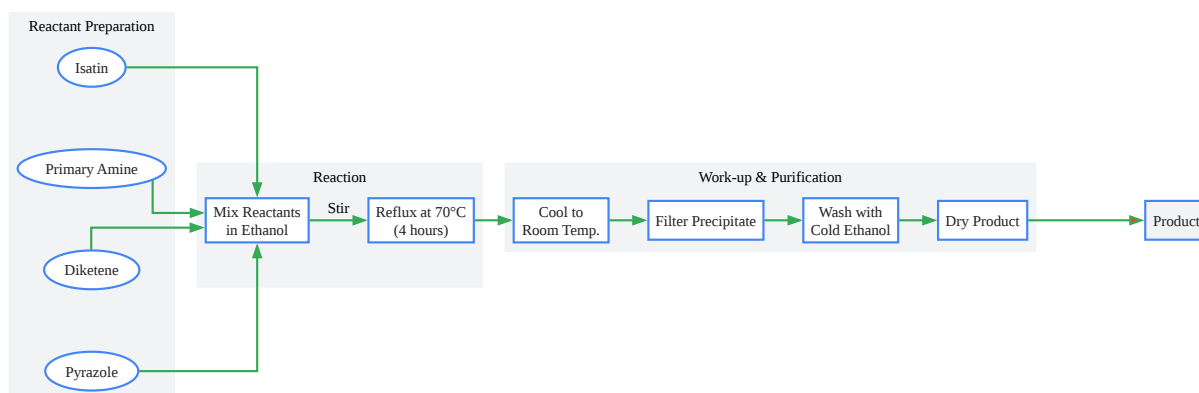 Reactant Preparation
Isatin
Primary Amine
Diketene
Pyrazole
Reaction
Mix Reactants
in Ethanol
Stir
Reflux at 70°C
(4 hours)
Work-up & Purification
Cool to
Room Temp.
Filter Precipitate
Wash with
Cold Ethanol
Dry Product
Product